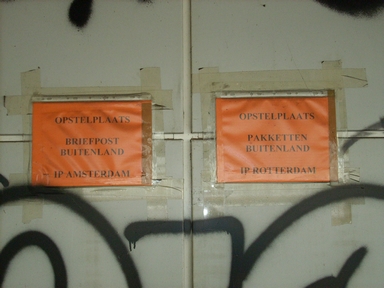 OPSTELPLAATS
BRIEFPOST
BUITENLAND
IP AMSTERDAM
OPSTELPLAATS
PAKKETTEN
BUITENLAND
IP ROTTERDAM